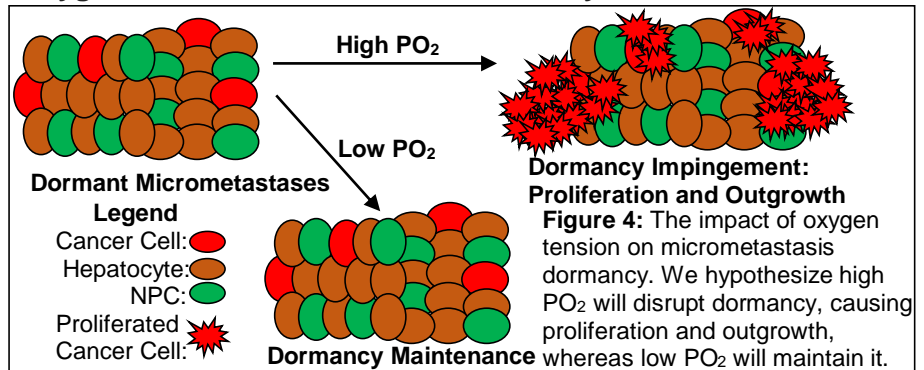 High PO2
Low PO2
Dormant Micrometastases
Legend
Cancer Cell:
Hepatocyte:
NPC:
Proliferated
Cancer Cell:
Dormancy Maintenance
Dormancy Impingement:
Proliferation and Outgrowth
Figure 4: The impact of oxygen
tension on micrometastasis
dormancy. We hypothesize high
PO2 will disrupt dormancy, causing
proliferation and outgrowth,
whereas low PO2 will maintain it.